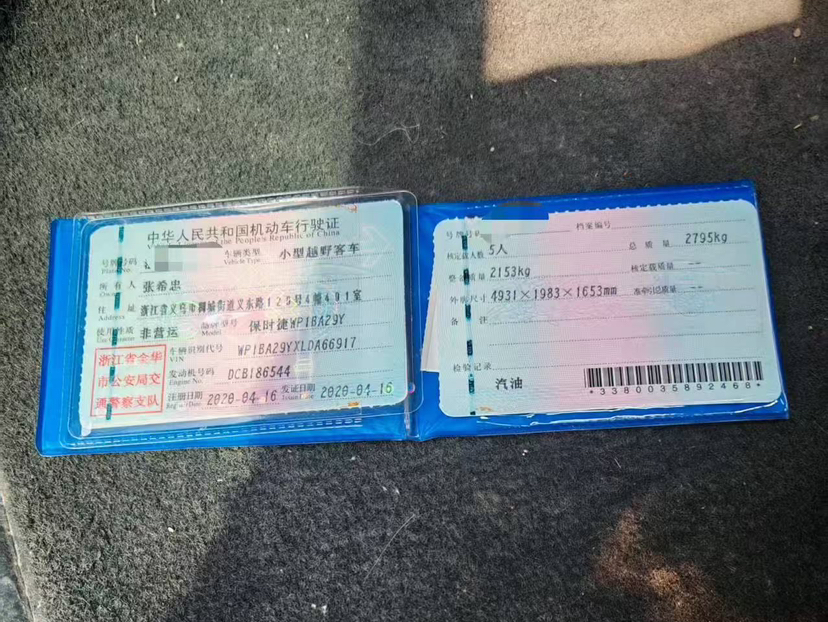 中华人民共和国机动车行驶证
the People's Republic of China
号牌号码 车辆类型 小型越野客车
Plate No. Vehicle Type
所有人 张希忠
Owner
住址 浙江省义乌市稠城街道义东路125号4幢401室
Address
使用性质 非营运 品牌型号 保时捷WP1BA29Y
Use Character Model
浙江省金华
市公安局交
通警察支队
车辆识别代号 WP1BA29YXLDA66917
VIN
发动机号码 DCB186544
Engine No.
注册日期 2020-04-16 发证日期 2020-04-16
Register Date Issue Date
号牌号码 档案编号
核定载人数 5人 总质量 2795kg
整备质量 2153kg 核定载质量 --
外廓尺寸 4931×1983×1653mm 准牵引总质量 --
备注
检验记录
汽油
*3380035892468*